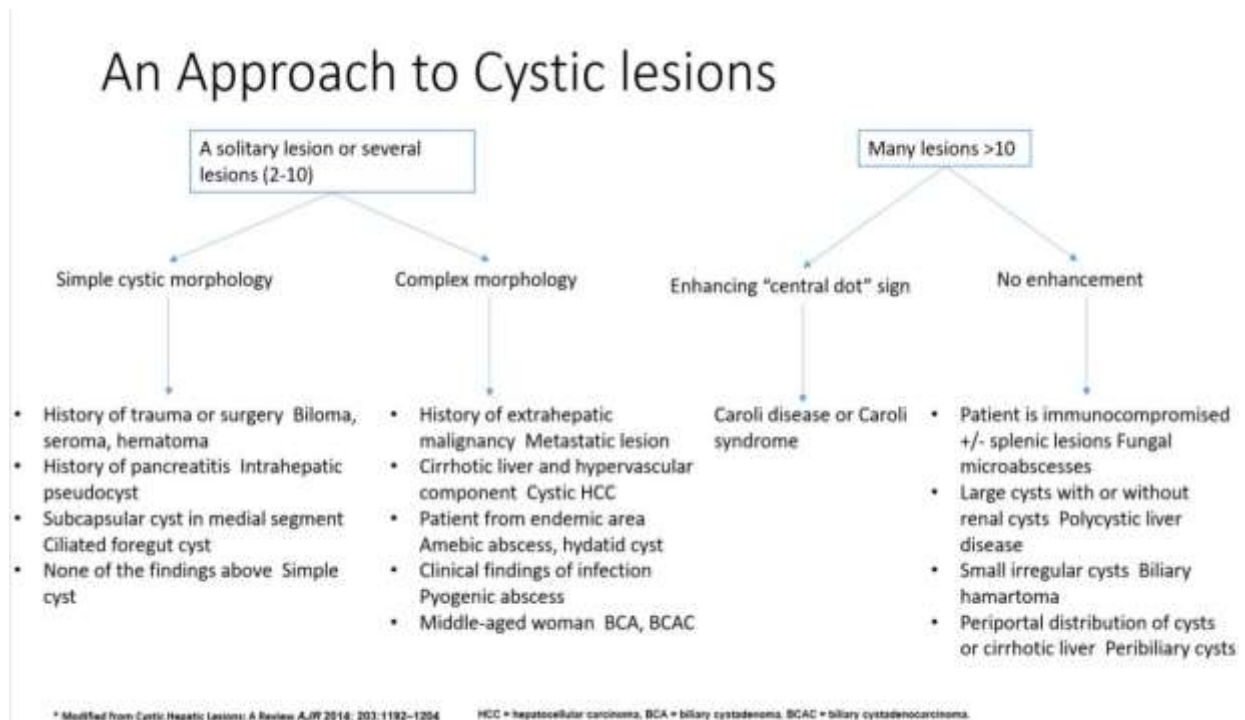 An Approach to Cystic lesions
A solitary lesion or several
lesions (2-10)
Many lesions >10
Simple cystic morphology
Complex morphology
Enhancing “central dot” sign
No enhancement
• History of trauma or surgery Biloma,
seroma, hematoma
• History of pancreatitis Intrahepatic
pseudocyst
• Subcapsular cyst in medial segment
Ciliated foregut cyst
• None of the findings above Simple
cyst
• History of extrahepatic
malignancy Metastatic lesion
• Cirrhotic liver and hypervascular
component Cystic HCC
• Patient from endemic area
Amebic abscess, hydatid cyst
• Clinical findings of infection
Pyogenic abscess
• Middle-aged woman BCA, BCAC
Caroli disease or Caroli
syndrome
• Patient is immunocompromised
+/- splenic lesions Fungal
microabscesses
• Large cysts with or without
renal cysts Polycystic liver
disease
• Small irregular cysts Biliary
hamartoma
• Periportal distribution of cysts
or cirrhotic liver Peribiliary cysts
* Modified from Cystic Hepatic Lesions: A Review AJR 2014; 203:1192–1204
HCC = hepatocellular carcinoma, BCA = biliary cystadenoma, BCAC = biliary cystadenocarcinoma.